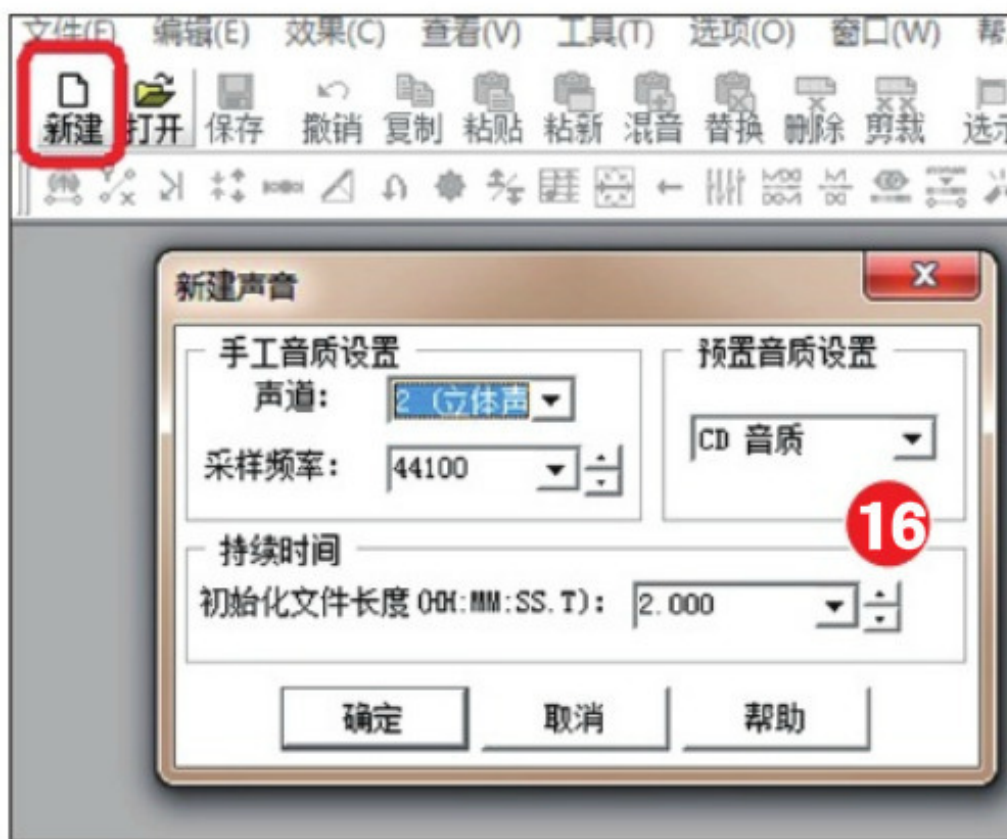 文件(F) 编辑(E) 效果(C) 查看(V) 工具(T) 选项(O) 窗口(W) 帮
新建 打开 保存 撤销 复制 粘贴 粘新 混音 替换 删除 剪裁
新建声音
手工音质设置 预置音质设置
声道: 2 (立体声
CD 音质
采样频率: 44100
16
持续时间
初始化文件长度(HH:MM:SS.T): 2.000
确定 取消 帮助